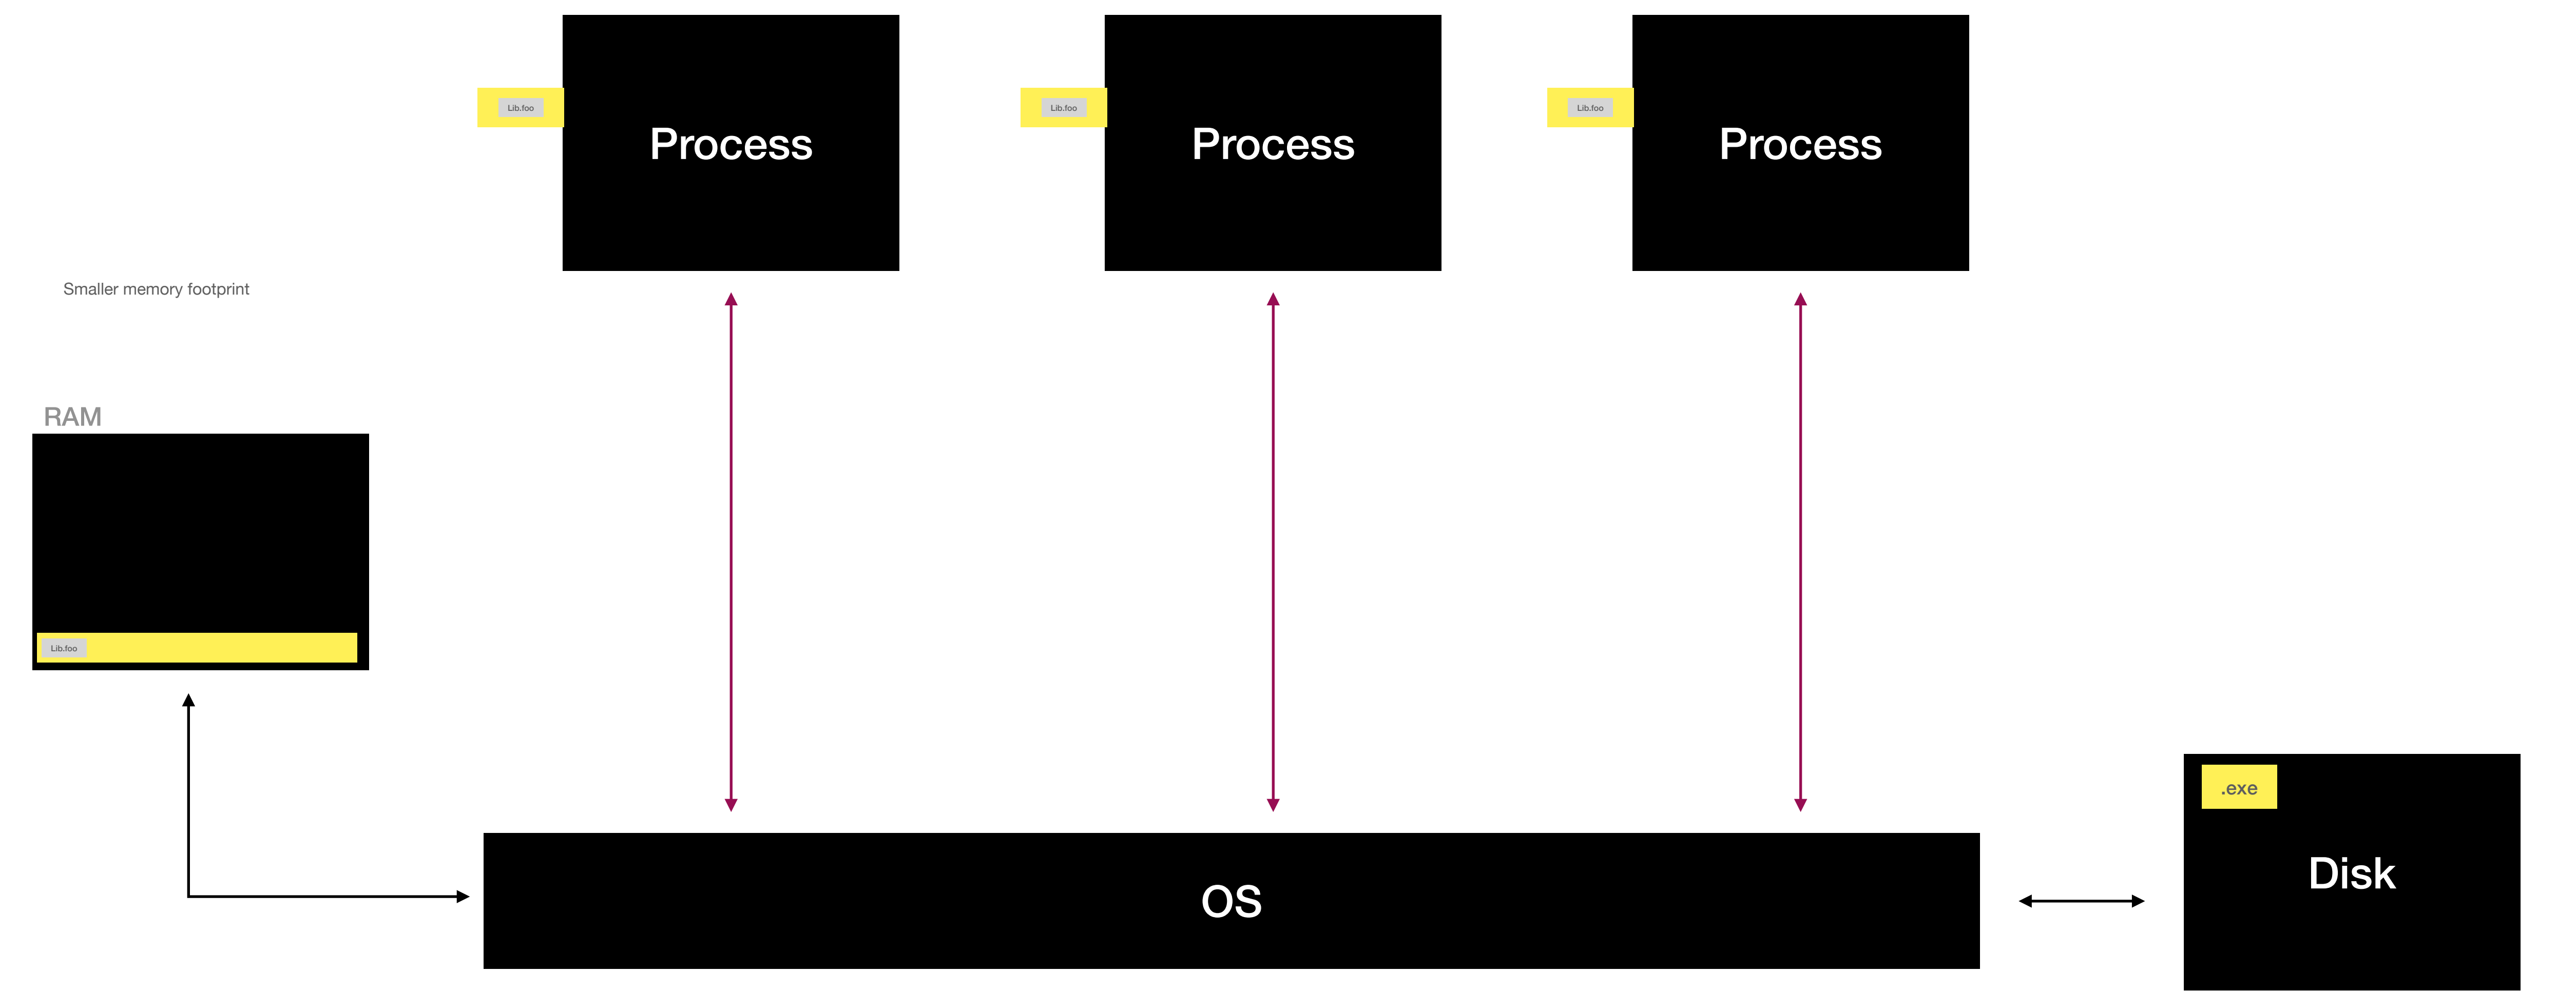 Lib.foo
Process
Lib.foo
Process
Lib.foo
Process
Smaller memory footprint
RAM
Lib.foo
.exe
Disk
OS